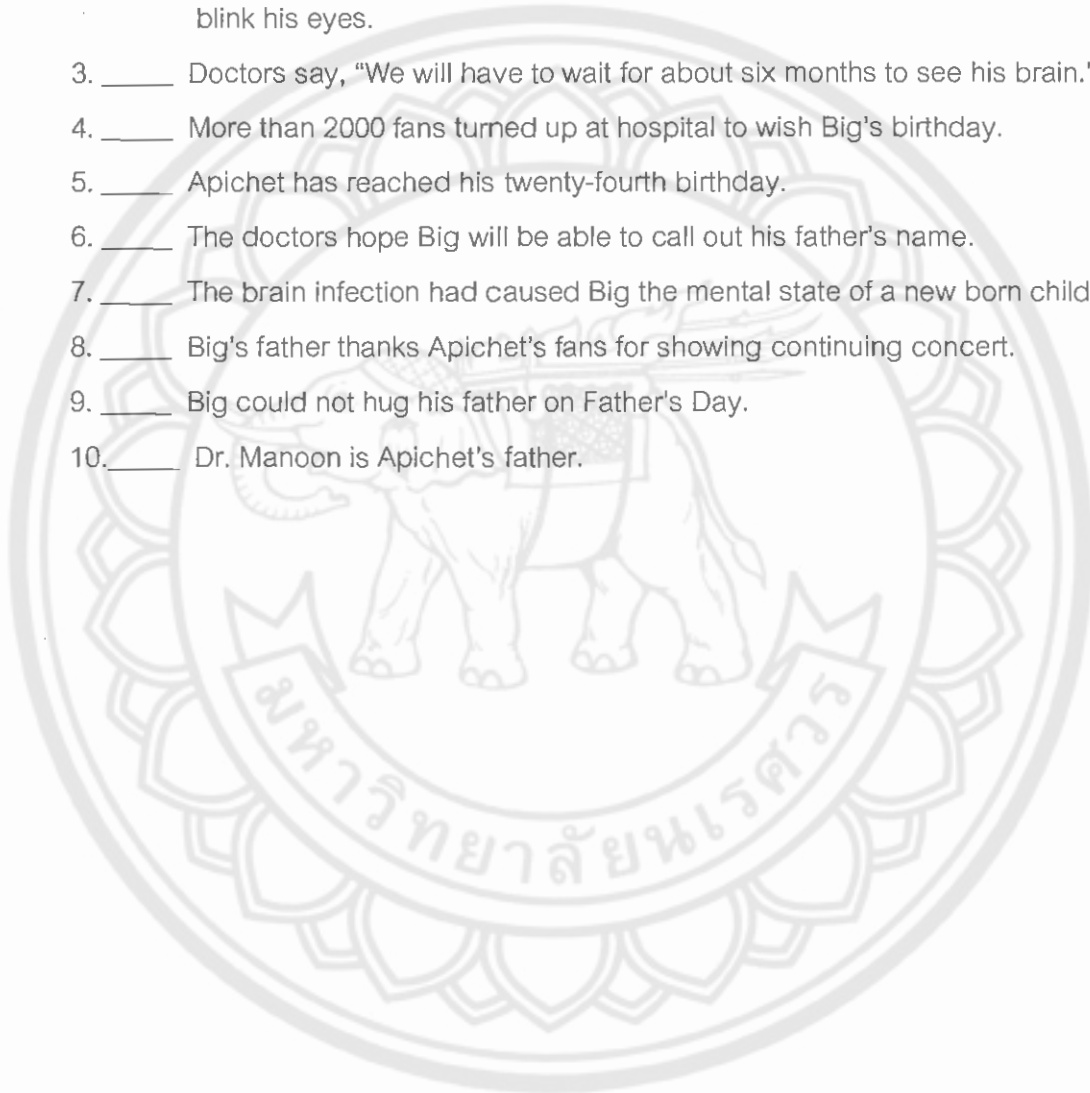 blink his eyes.
3. _____ Doctors say, “We will have to wait for about six months to see his brain.”
4. _____ More than 2000 fans turned up at hospital to wish Big's birthday.
5. _____ Apichet has reached his twenty-fourth birthday.
6. _____ The doctors hope Big will be able to call out his father's name.
7. _____ The brain infection had caused Big the mental state of a new born child
8. _____ Big's father thanks Apichet's fans for showing continuing concert.
9. _____ Big could not hug his father on Father's Day.
10._____ Dr. Manoon is Apichet's father.
มหาวิทยาลัยนเรศวร